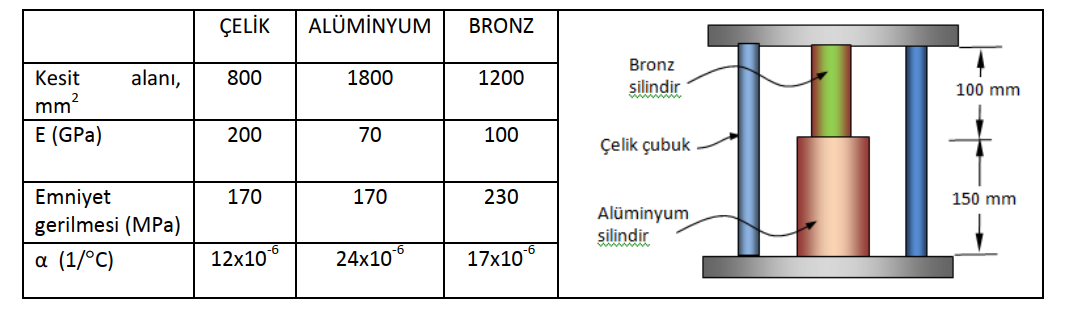 ÇELİK ALÜMİNYUM BRONZ
Kesit alanı, mm² 800 1800 1200
E (GPa) 200 70 100
Emniyet gerilmesi (MPa) 170 170 230
α (1/°C) 12x10⁻⁶ 24x10⁻⁶ 17x10⁻⁶
Bronz
silindir
100 mm
Çelik çubuk
150 mm
Alüminyum
silindir